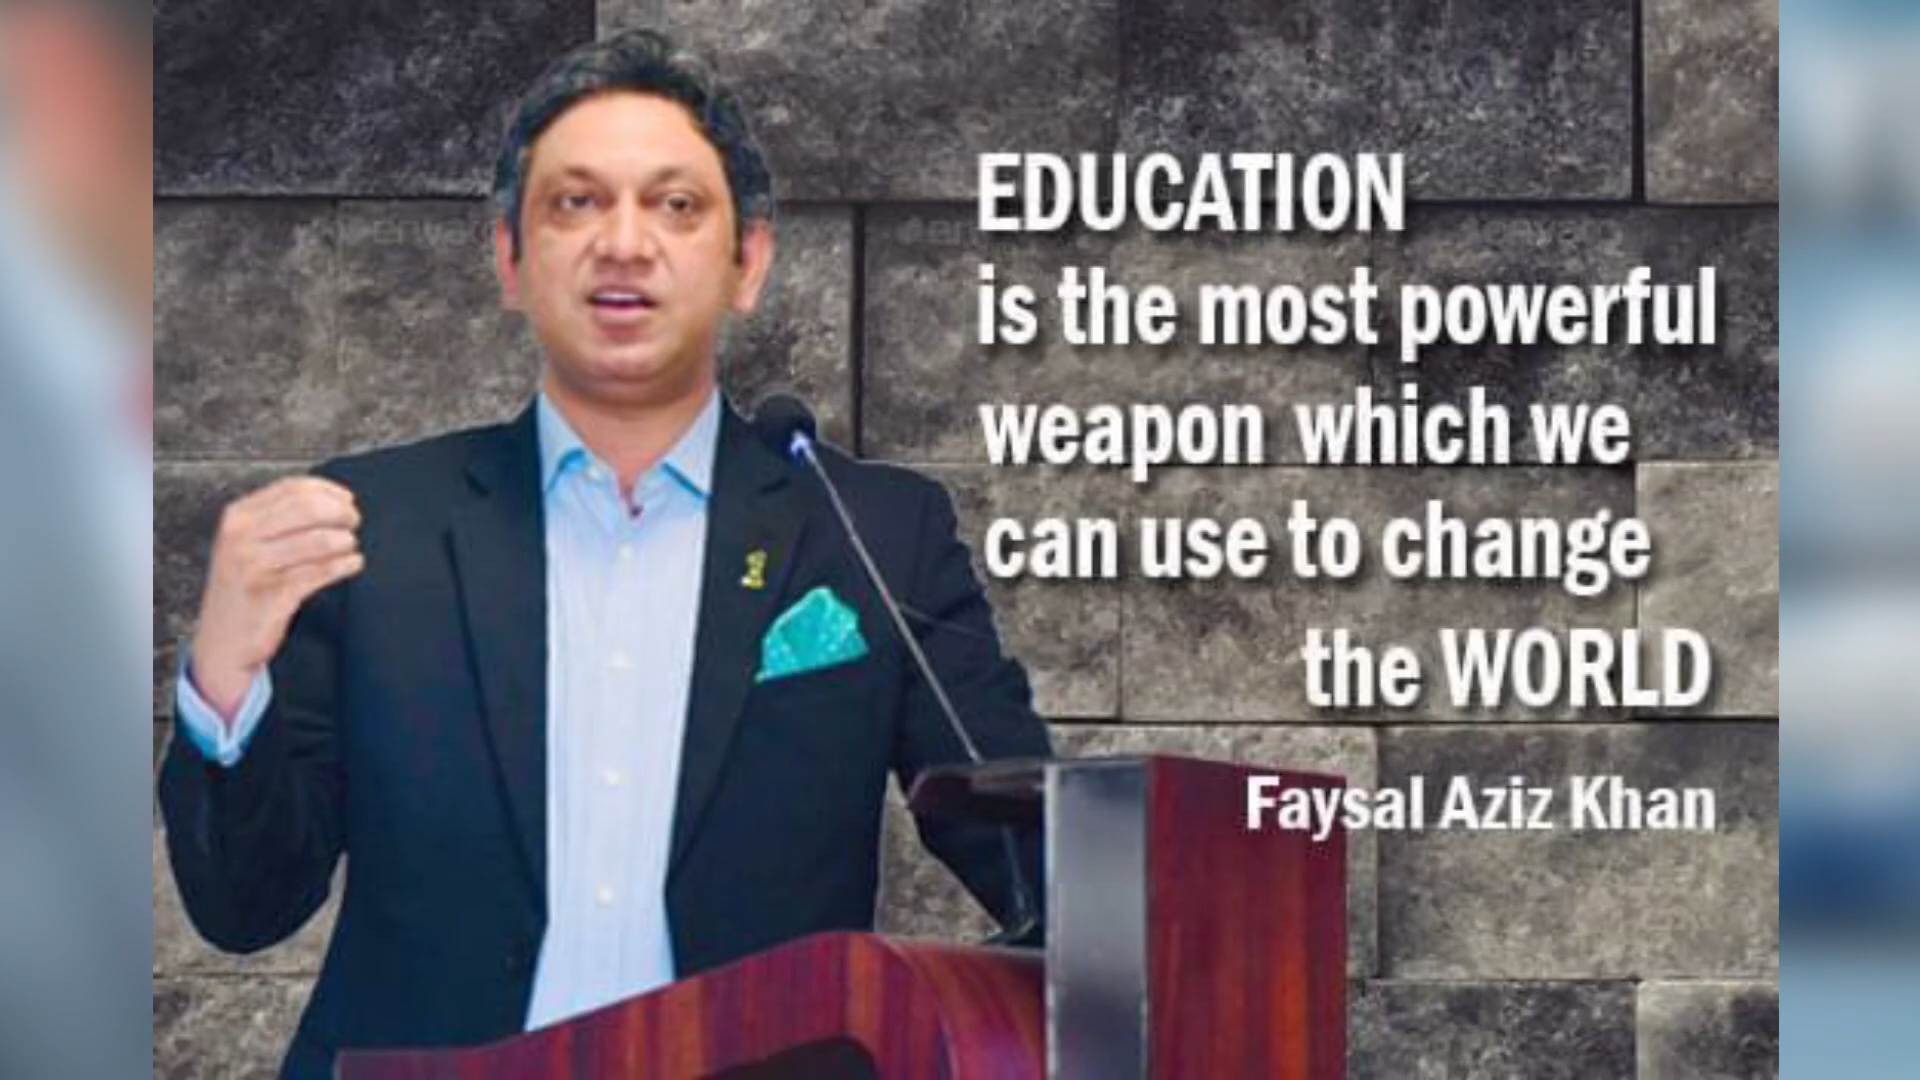 EDUCATION
is the most powerful
weapon which we
can use to change
the WORLD
Faysal Aziz Khan